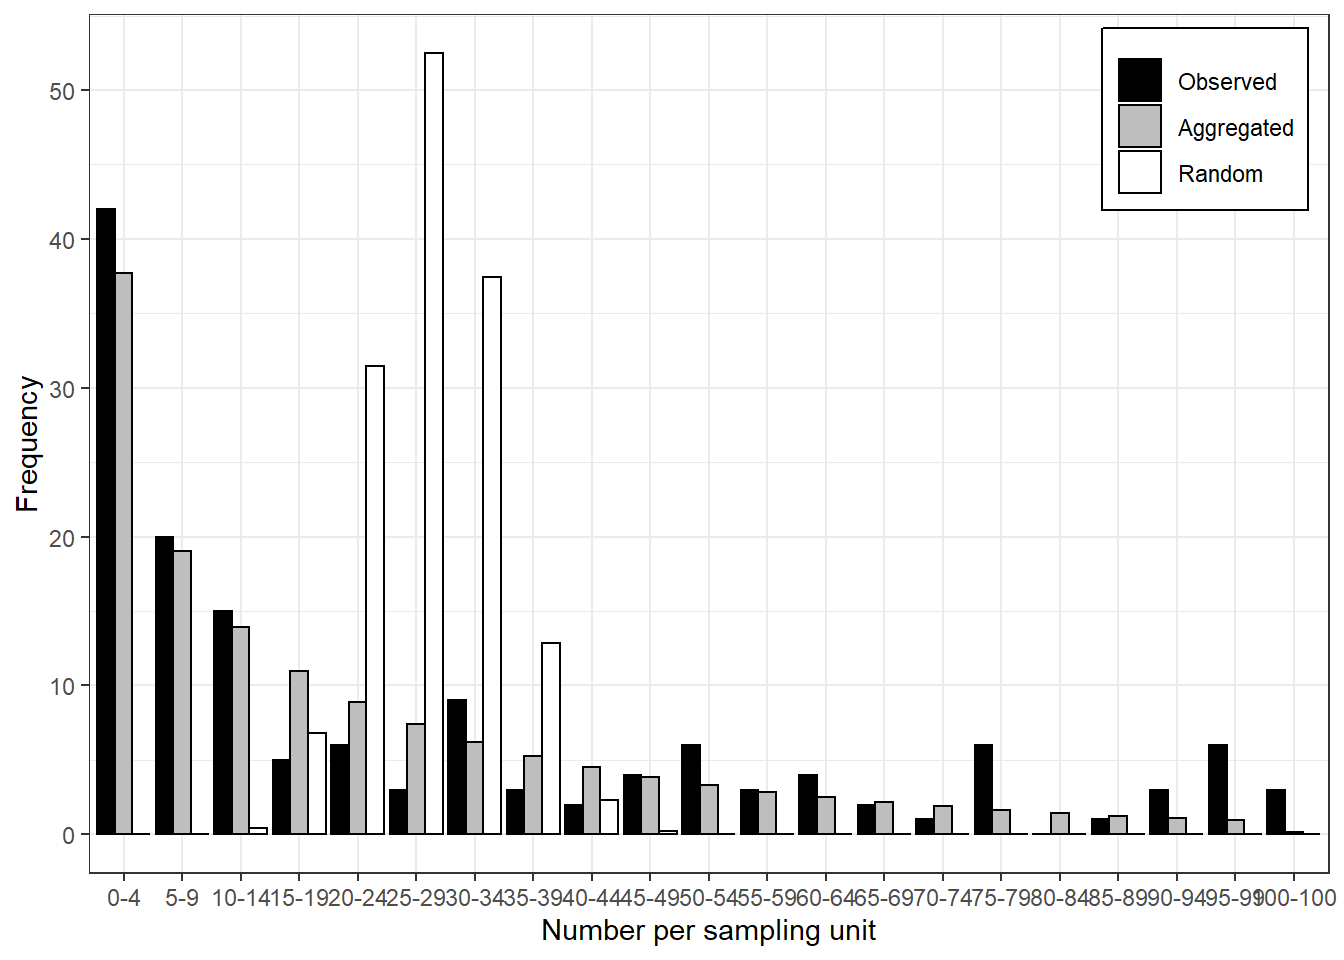 Observed
Aggregated
Random
50
40
30
20
10
0
Frequency
0-4 5-9 10-14 15-19 20-24 25-29 30-34 35-39 40-44 45-49 50-54 55-59 60-64 65-69 70-74 75-79 80-84 85-89 90-94 95-99 100-100
Number per sampling unit